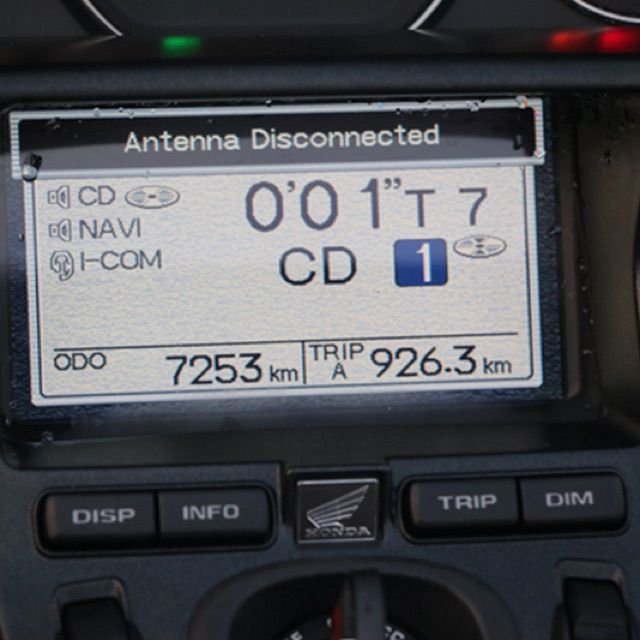 Antenna Disconnected
CD 0'01" T 7
NAVI
I-COM CD 1
ODO 7253 km TRIP A 926.3 km
DISP INFO HONDA TRIP DIM